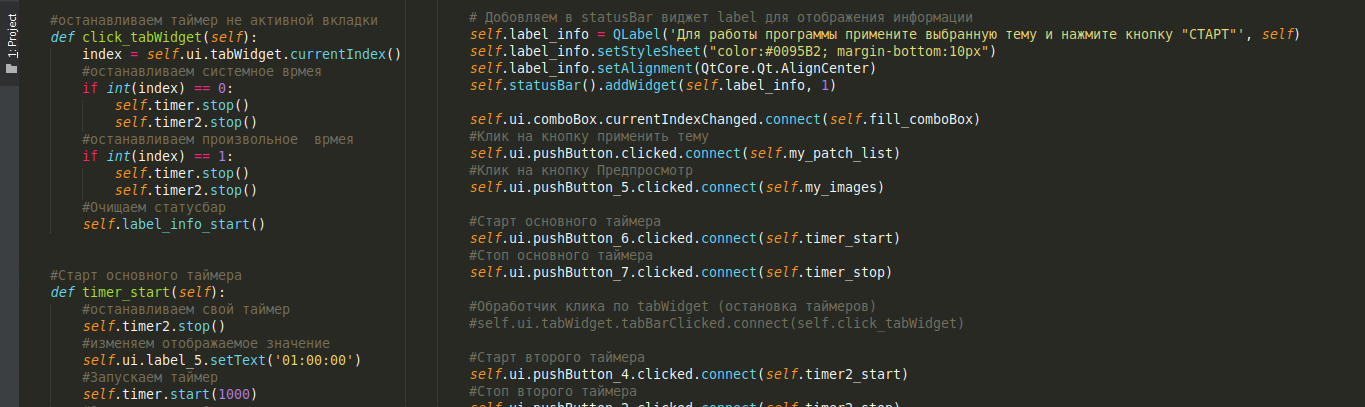 1: Project
#останавливаем таймер не активной вкладки
def click_tabWidget(self):
index = self.ui.tabWidget.currentIndex()
#останавливаем системное врмея
if int(index) == 0:
self.timer.stop()
self.timer2.stop()
#останавливаем произвольное  врмея
if int(index) == 1:
self.timer.stop()
self.timer2.stop()
#Очищаем статусбар
self.label_info_start()
#Старт основного таймера
def timer_start(self):
#останавливаем свой таймер
self.timer2.stop()
#изменяем отображаемое значение
self.ui.label_5.setText('01:00:00')
#Запускаем таймер
self.timer.start(1000)
# Добовляем в statusBar виджет label для отображения информации
self.label_info = QLabel('Для работы программы примените выбранную тему и нажмите кнопку "СТАРТ"', self)
self.label_info.setStyleSheet("color:#0095B2; margin-bottom:10px")
self.label_info.setAlignment(QtCore.Qt.AlignCenter)
self.statusBar().addWidget(self.label_info, 1)
self.ui.comboBox.currentIndexChanged.connect(self.fill_comboBox)
#Клик на кнопку применить тему
self.ui.pushButton.clicked.connect(self.my_patch_list)
#Клик на кнопку Предпросмотр
self.ui.pushButton_5.clicked.connect(self.my_images)
#Старт основного таймера
self.ui.pushButton_6.clicked.connect(self.timer_start)
#Стоп основного таймера
self.ui.pushButton_7.clicked.connect(self.timer_stop)
#Обработчик клика по tabWidget (остановка таймеров)
#self.ui.tabWidget.tabBarClicked.connect(self.click_tabWidget)
#Старт второго таймера
self.ui.pushButton_4.clicked.connect(self.timer2_start)
#Стоп второго таймера